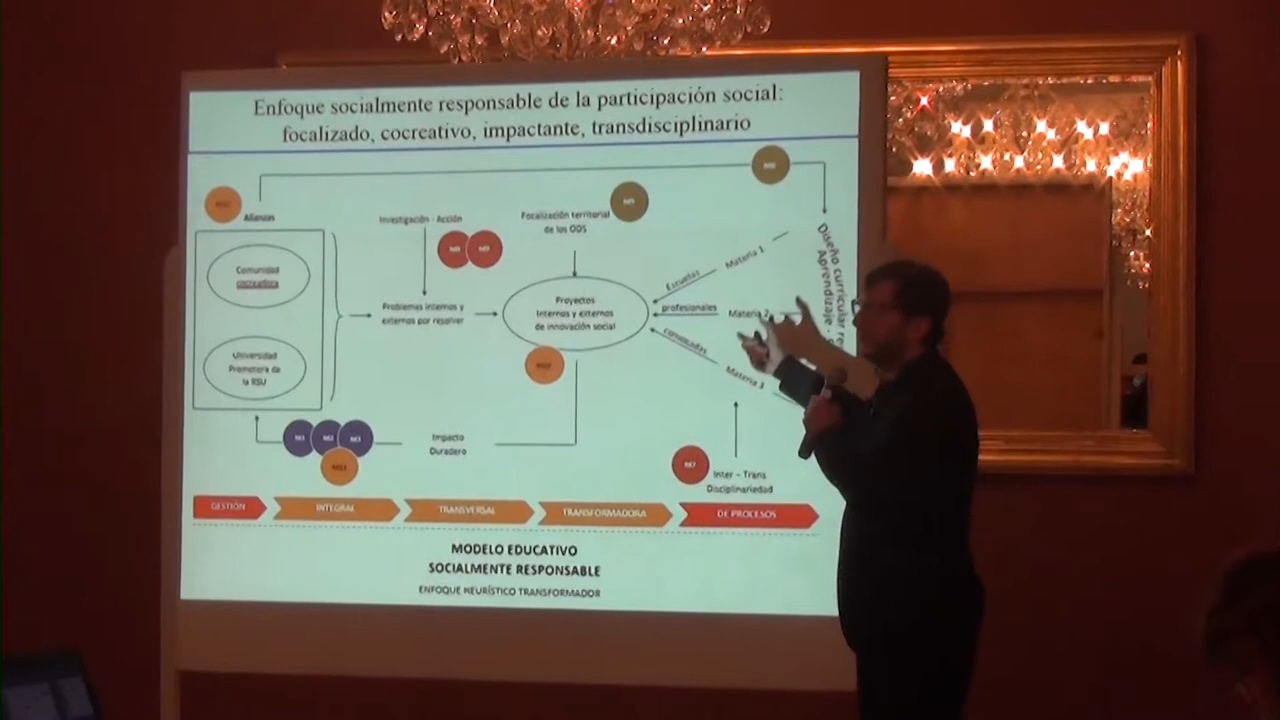 Enfoque socialmente responsable de la participación social:
focalizado, cocreativo, impactante, transdisciplinario
Alianzas
Investigación - Acción
Focalización territorial
de los ODS
Comunidad
cocreadora
Problemas internos y
externos por resolver
Proyectos
Internos y externos
de innovación social
Escuelas
profesionales
convocadas
Materia 1
Materia 2
Materia 3
Diseño curricular
Aprendizaje -
Universidad
Promotora de
la RSU
Impacto
Duradero
Inter - Trans
Disciplinariedad
GESTIÓN
INTEGRAL
TRANSVERSAL
TRANSFORMADORA
DE PROCESOS
MODELO EDUCATIVO
SOCIALMENTE RESPONSABLE
ENFOQUE HEURÍSTICO TRANSFORMADOR